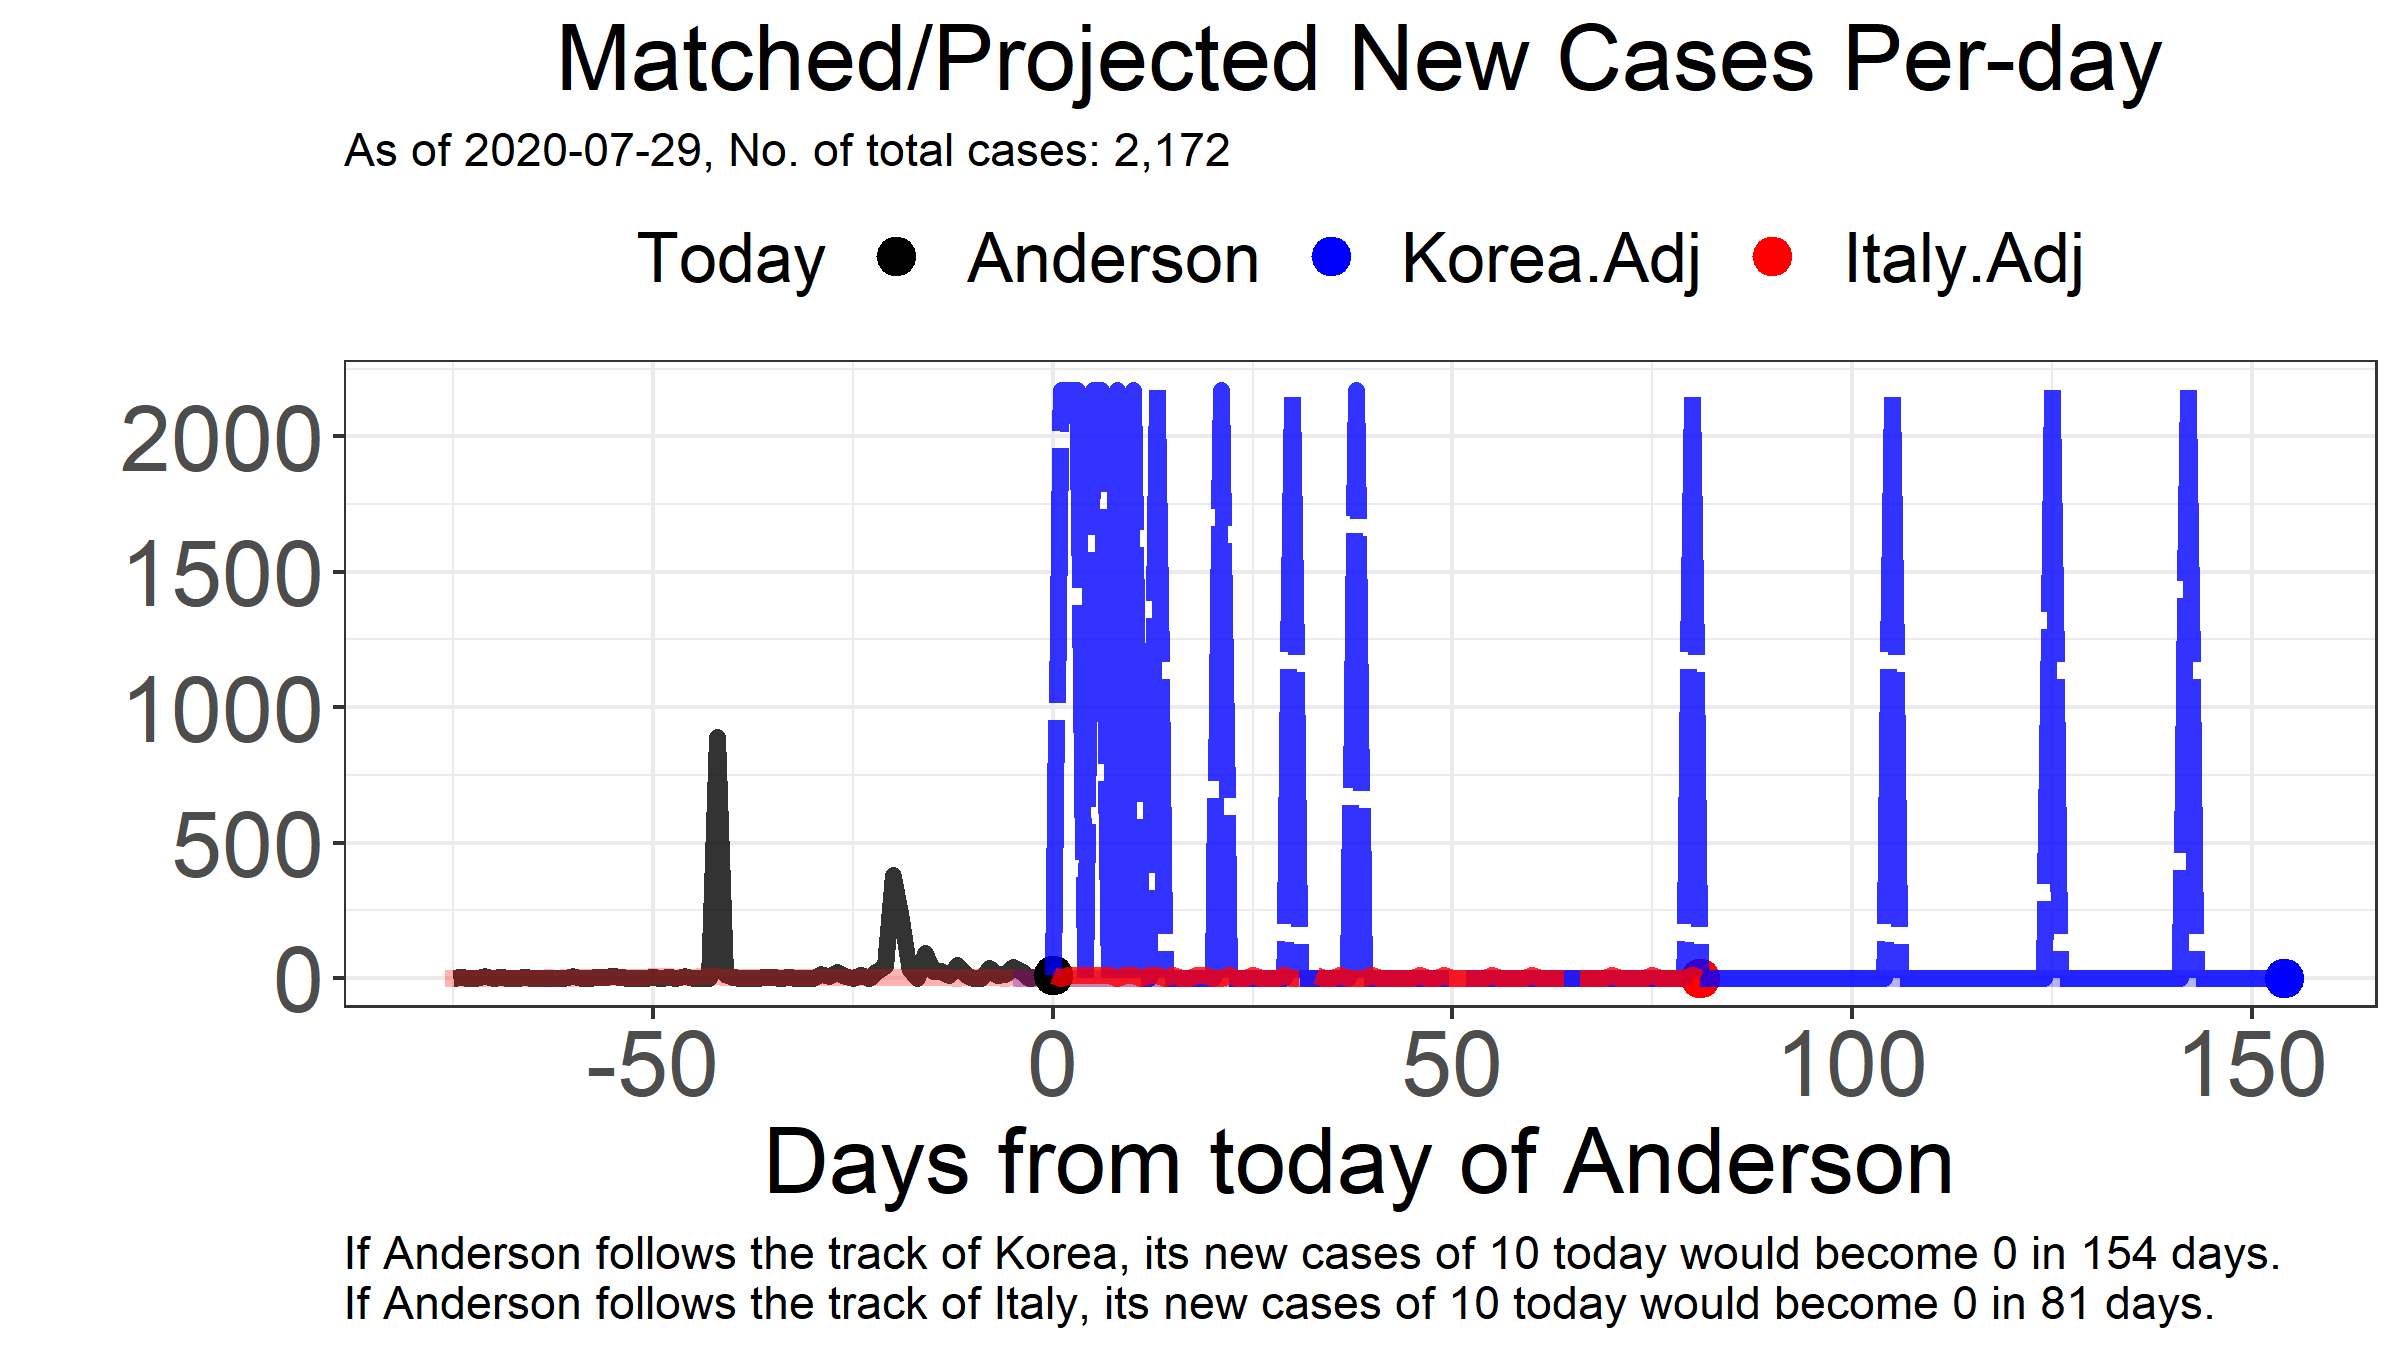 Matched/Projected New Cases Per-day
As of 2020-07-29, No. of total cases: 2,172
Today Anderson Korea.Adj Italy.Adj
2000
1500
1000
500
0
-50 0 50 100 150
Days from today of Anderson
If Anderson follows the track of Korea, its new cases of 10 today would become 0 in 154 days.
If Anderson follows the track of Italy, its new cases of 10 today would become 0 in 81 days.